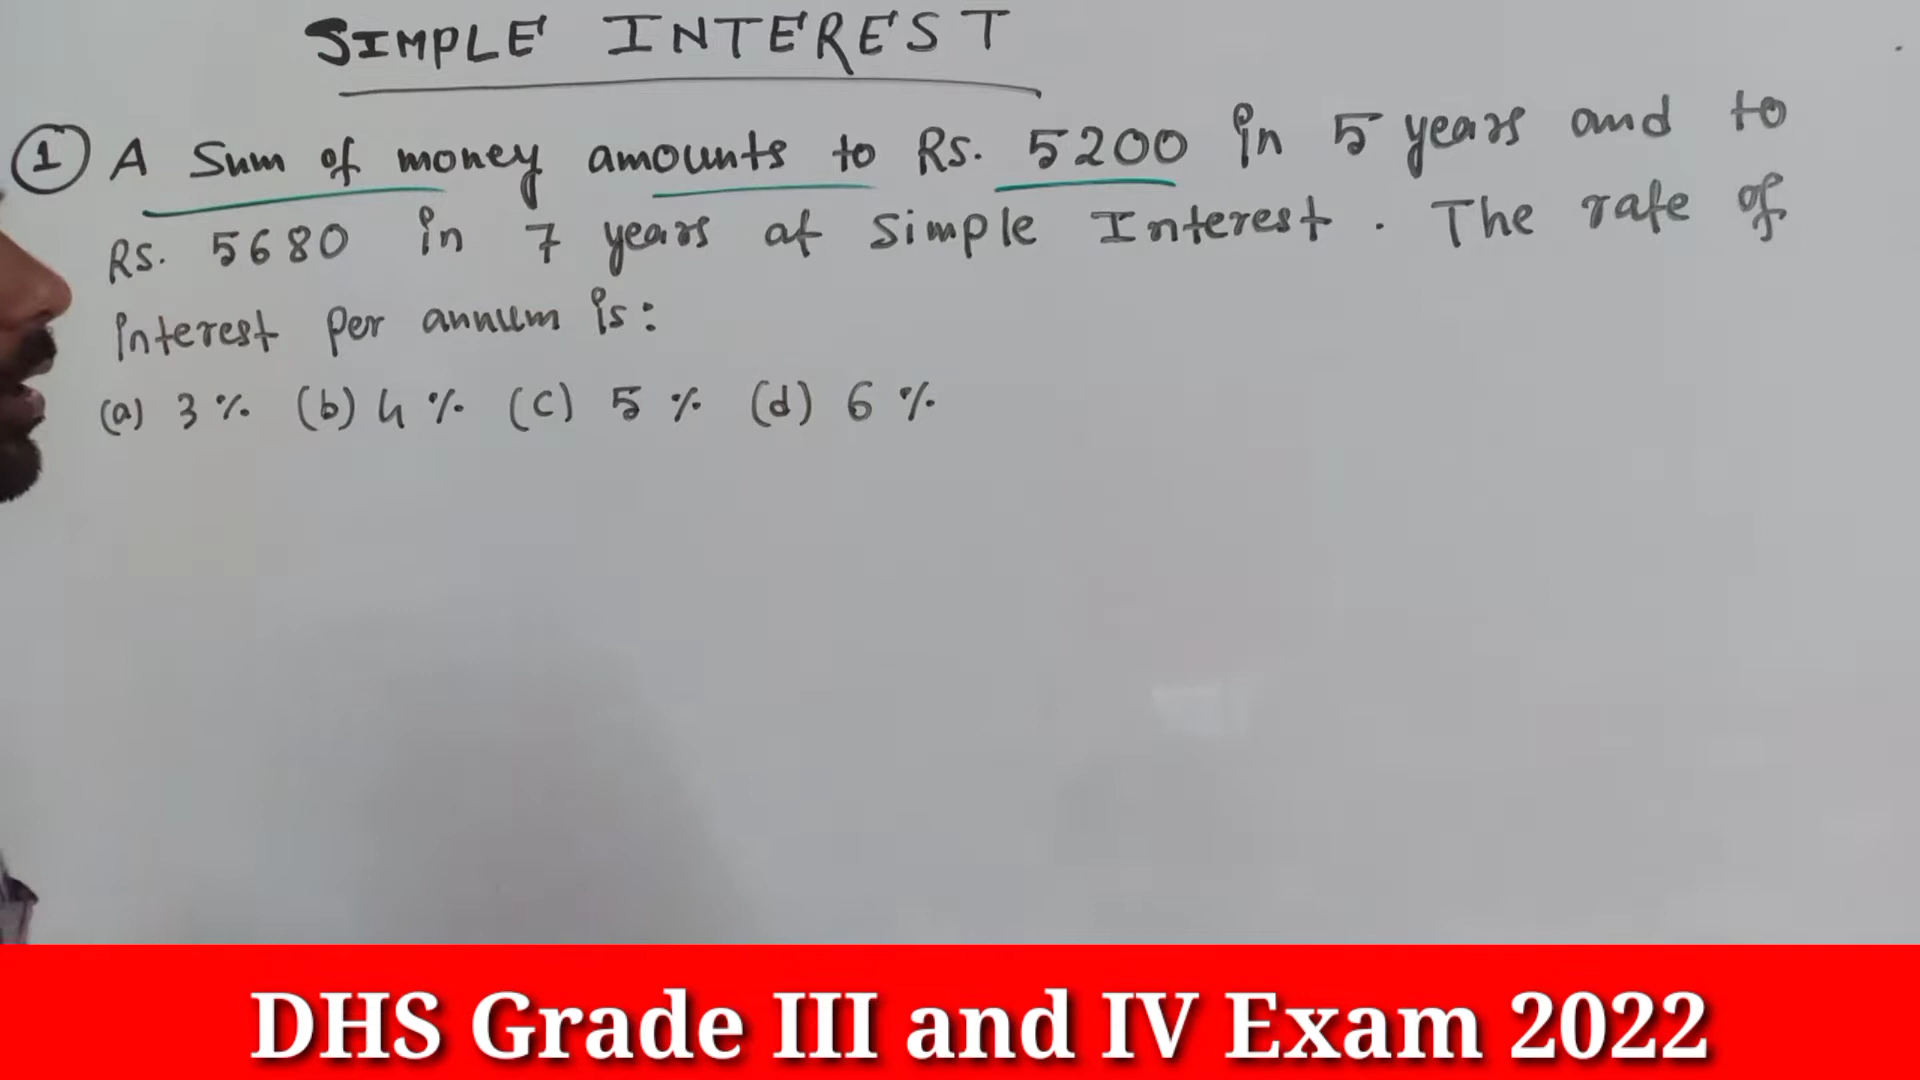 SIMPLE INTEREST
① A Sum of money amounts to Rs. 5200 in 5 years and to
Rs. 5680 in 7 years at Simple Interest. The rate of
Interest per annum is:
(a) 3% (b) 4% (c) 5% (d) 6%
DHS Grade III and IV Exam 2022